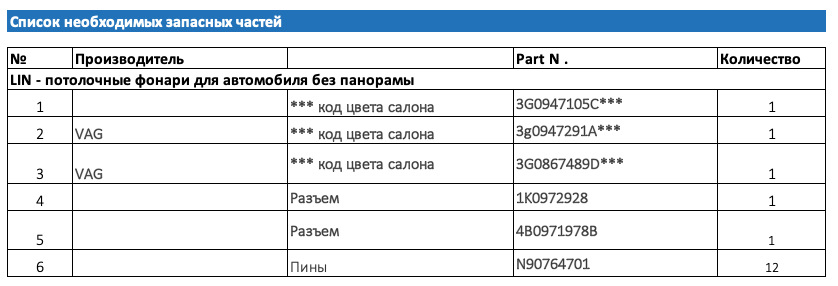 Список необходимых запасных частей
№ Производитель Part N . Количество
LIN - потолочные фонари для автомобиля без панорамы
1 *** код цвета салона 3G0947105C*** 1
2 VAG *** код цвета салона 3g0947291A*** 1
3 VAG *** код цвета салона 3G0867489D*** 1
4 Разъем 1K0972928 1
5 Разъем 4B0971978B 1
6 Пины N90764701 12